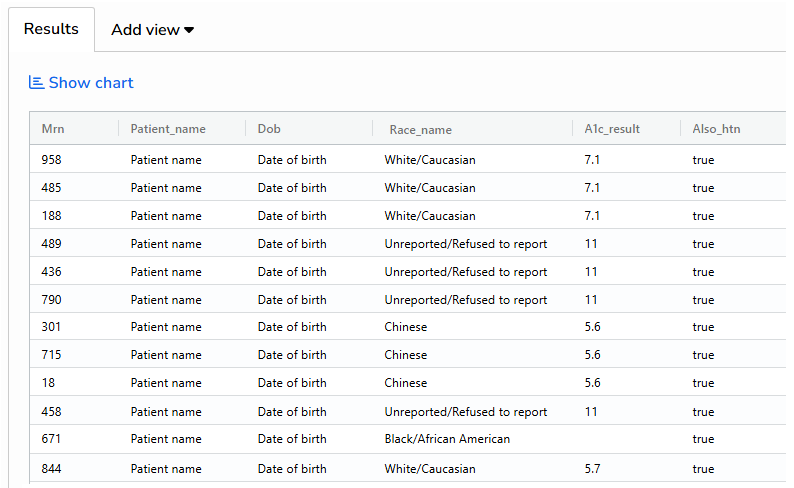 Results Add view
Show chart
Mrn Patient_name Dob Race_name A1c_result Also_htn
958 Patient name Date of birth White/Caucasian 7.1 true
485 Patient name Date of birth White/Caucasian 7.1 true
188 Patient name Date of birth White/Caucasian 7.1 true
489 Patient name Date of birth Unreported/Refused to report 11 true
436 Patient name Date of birth Unreported/Refused to report 11 true
790 Patient name Date of birth Unreported/Refused to report 11 true
301 Patient name Date of birth Chinese 5.6 true
715 Patient name Date of birth Chinese 5.6 true
18 Patient name Date of birth Chinese 5.6 true
458 Patient name Date of birth Unreported/Refused to report 11 true
671 Patient name Date of birth Black/African American true
844 Patient name Date of birth White/Caucasian 5.7 true